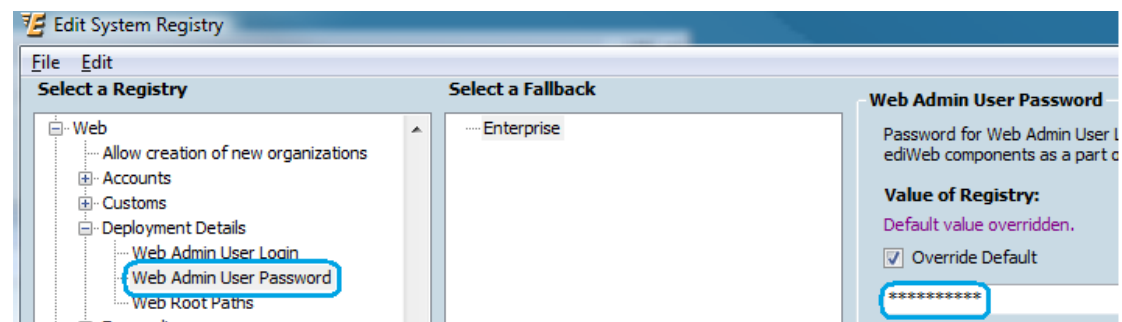 Edit System Registry
File Edit
Select a Registry
Web
Allow creation of new organizations
Accounts
Customs
Deployment Details
Web Admin User Login
Web Admin User Password
Web Root Paths
Select a Fallback
Enterprise
Web Admin User Password
Password for Web Admin User
ediWeb components as a part
Value of Registry:
Default value overridden.
Override Default
**********